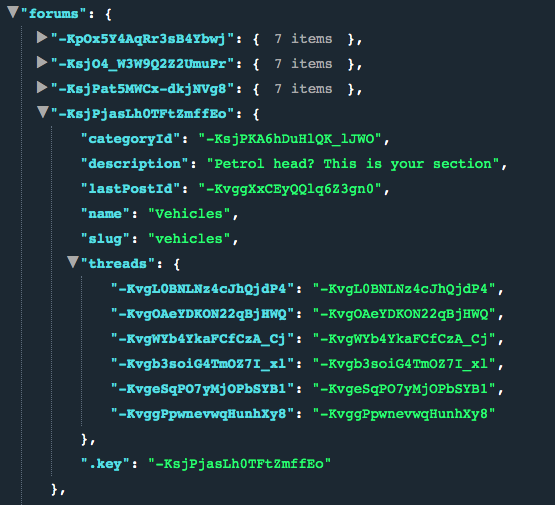 "forums": {
"-KpOx5Y4AqRr3sB4Ybwj": { 7 items },
"-KsjO4_W3W9Q2Z2UmuPr": { 7 items },
"-KsjPat5MWCx-dkjNVg8": { 7 items },
"-KsjPjasLh0TFtZmffEo": {
"categoryId": "-KsjPKA6hDuHlQK_lJWO",
"description": "Petrol head? This is your section",
"lastPostId": "-KvggXxCEyQQlq6Z3gn0",
"name": "Vehicles",
"slug": "vehicles",
"threads": {
"-KvgL0BNLNz4cJhQjdP4": "-KvgL0BNLNz4cJhQjdP4",
"-KvgOAeYDKON22qBjHWQ": "-KvgOAeYDKON22qBjHWQ",
"-KvgWYb4YkaFCfCzA_Cj": "-KvgWYb4YkaFCfCzA_Cj",
"-Kvgb3soiG4TmOZ7I_xl": "-Kvgb3soiG4TmOZ7I_xl",
"-KvgeSqPO7yMjOPbSYB1": "-KvgeSqPO7yMjOPbSYB1",
"-KvggPpwnevwqHunhXy8": "-KvggPpwnevwqHunhXy8"
},
".key": "-KsjPjasLh0TFtZmffEo"
},